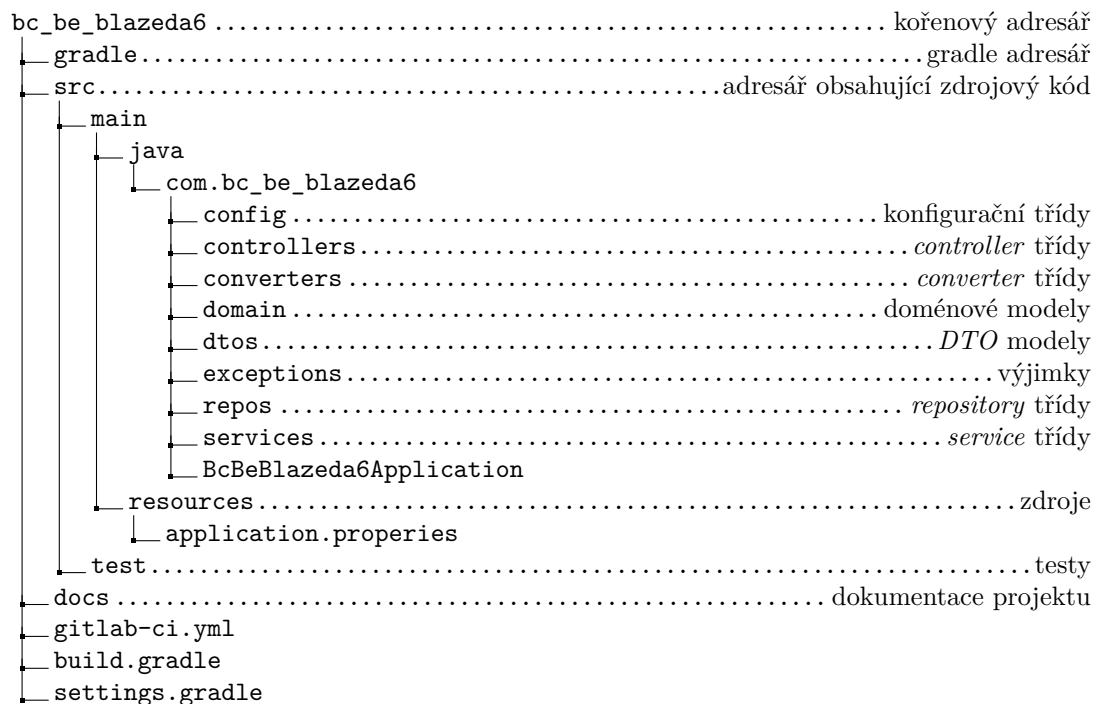 bc_be_blazeda6 ........ kořenový adresář
gradle ........ gradle adresář
src ........ adresář obsahující zdrojový kód
main
java
com.bc_be_blazeda6
config ........ konfigurační třídy
controllers ........ controller třídy
converters ........ converter třídy
domain ........ doménové modely
dtos ........ DTO modely
exceptions ........ výjimky
repos ........ repository třídy
services ........ service třídy
BcBeBlazeda6Application
resources ........ zdroje
application.properies
test ........ testy
docs ........ dokumentace projektu
gitlab-ci.yml
build.gradle
settings.gradle